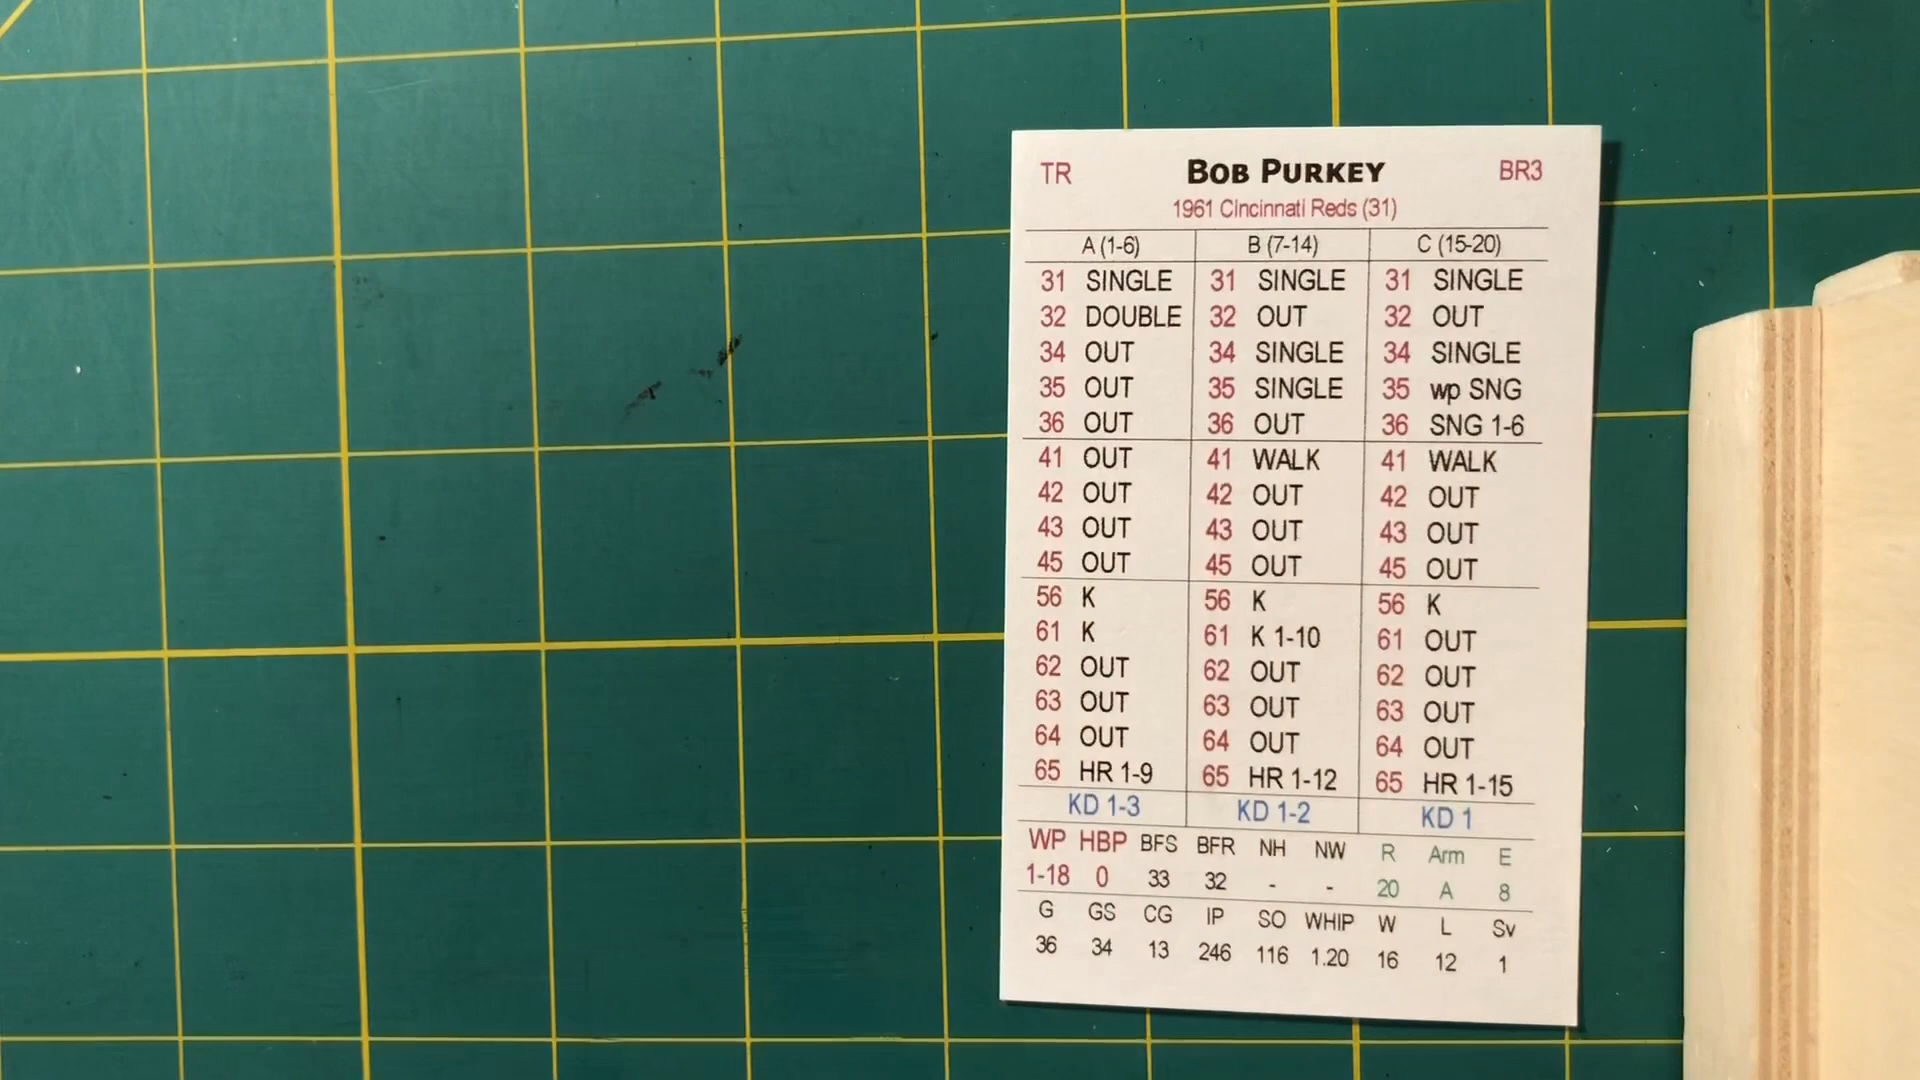 TR BOB PURKEY BR3
1961 CIncinnati Reds (31)
A (1-6) B (7-14) C (15-20)
31 SINGLE 31 SINGLE 31 SINGLE
32 DOUBLE 32 OUT 32 OUT
34 OUT 34 SINGLE 34 SINGLE
35 OUT 35 SINGLE 35 wp SNG
36 OUT 36 OUT 36 SNG 1-6
41 OUT 41 WALK 41 WALK
42 OUT 42 OUT 42 OUT
43 OUT 43 OUT 43 OUT
45 OUT 45 OUT 45 OUT
56 K 56 K 56 K
61 K 61 K 1-10 61 OUT
62 OUT 62 OUT 62 OUT
63 OUT 63 OUT 63 OUT
64 OUT 64 OUT 64 OUT
65 HR 1-9 65 HR 1-12 65 HR 1-15
KD 1-3 KD 1-2 KD 1
WP HBP BFS BFR NH NW R Arm E
1-18 0 33 32 - - 20 A 8
G GS CG IP SO WHIP W L Sv
36 34 13 246 116 1.20 16 12 1